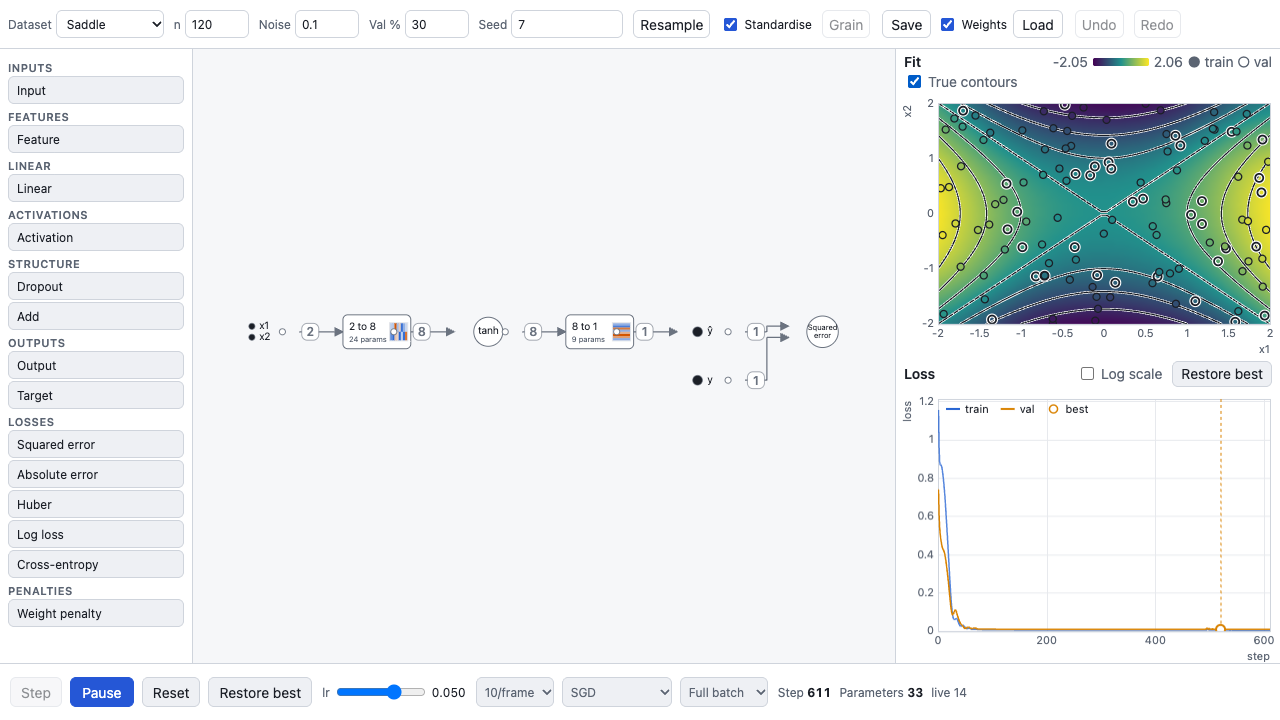 Dataset Saddle n 120 Noise 0.1 Val % 30 Seed 7 Resample Standardise Grain Save Weights Load Undo Redo
INPUTS
Input
FEATURES
Feature
LINEAR
Linear
ACTIVATIONS
Activation
STRUCTURE
Dropout
Add
OUTPUTS
Output
Target
LOSSES
Squared error
Absolute error
Huber
Log loss
Cross-entropy
PENALTIES
Weight penalty
x1
x2
2
2 to 8
24 params
8
tanh
8
8 to 1
9 params
1
ŷ
1
Squared
error
y
1
Fit -2.05 2.06 train val
True contours
x2
2
1
0
-1
-2
-2 -1.5 -1 -0.5 0 0.5 1 1.5 2
x1
Loss Log scale Restore best
loss
train val best
1.2
1
0.8
0.6
0.4
0.2
0
0 200 400 600
step
Step Pause Reset Restore best lr 0.050 10/frame SGD Full batch Step 611 Parameters 33 live 14